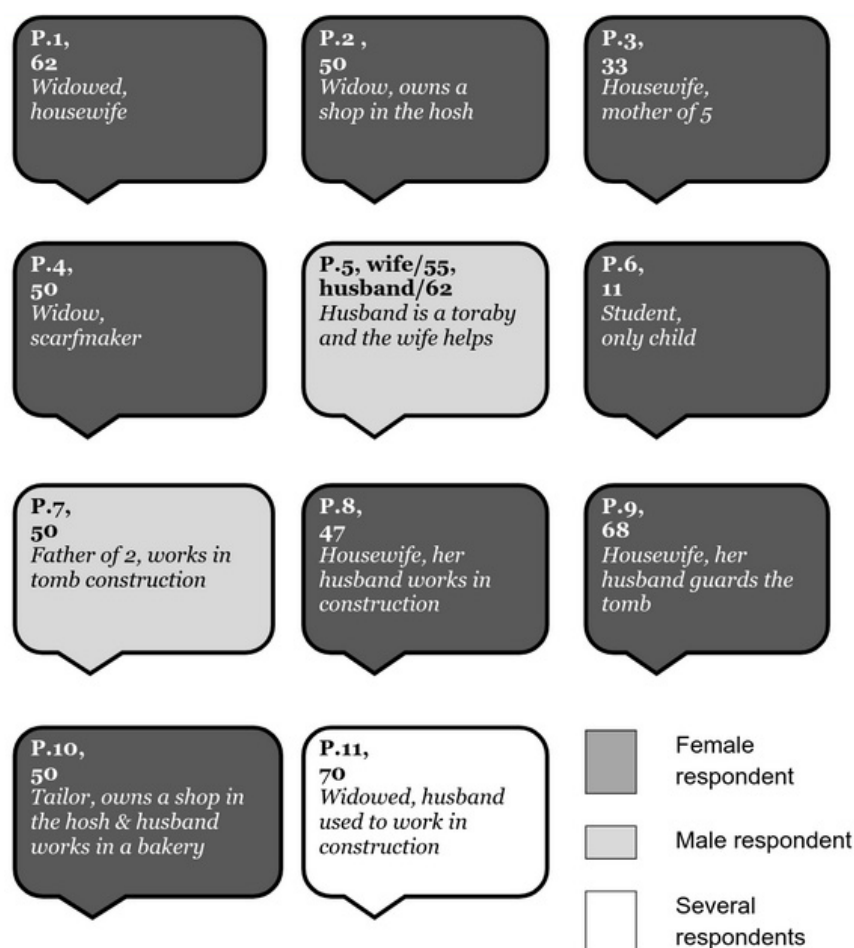 P.1,
62
Widowed,
housewife
P.2 ,
50
Widow, owns a
shop in the hosh
P.3,
33
Housewife,
mother of 5
P.4,
50
Widow,
scarfmaker
P.5, wife/55,
husband/62
Husband is a toraby
and the wife helps
P.6,
11
Student,
only child
P.7,
50
Father of 2, works in
tomb construction
P.8,
47
Housewife, her
husband works in
construction
P.9,
68
Housewife, her
husband guards the
tomb
P.10,
50
Tailor, owns a shop in
the hosh & husband
works in a bakery
P.11,
70
Widowed, husband
used to work in
construction
Female
respondent
Male respondent
Several
respondents